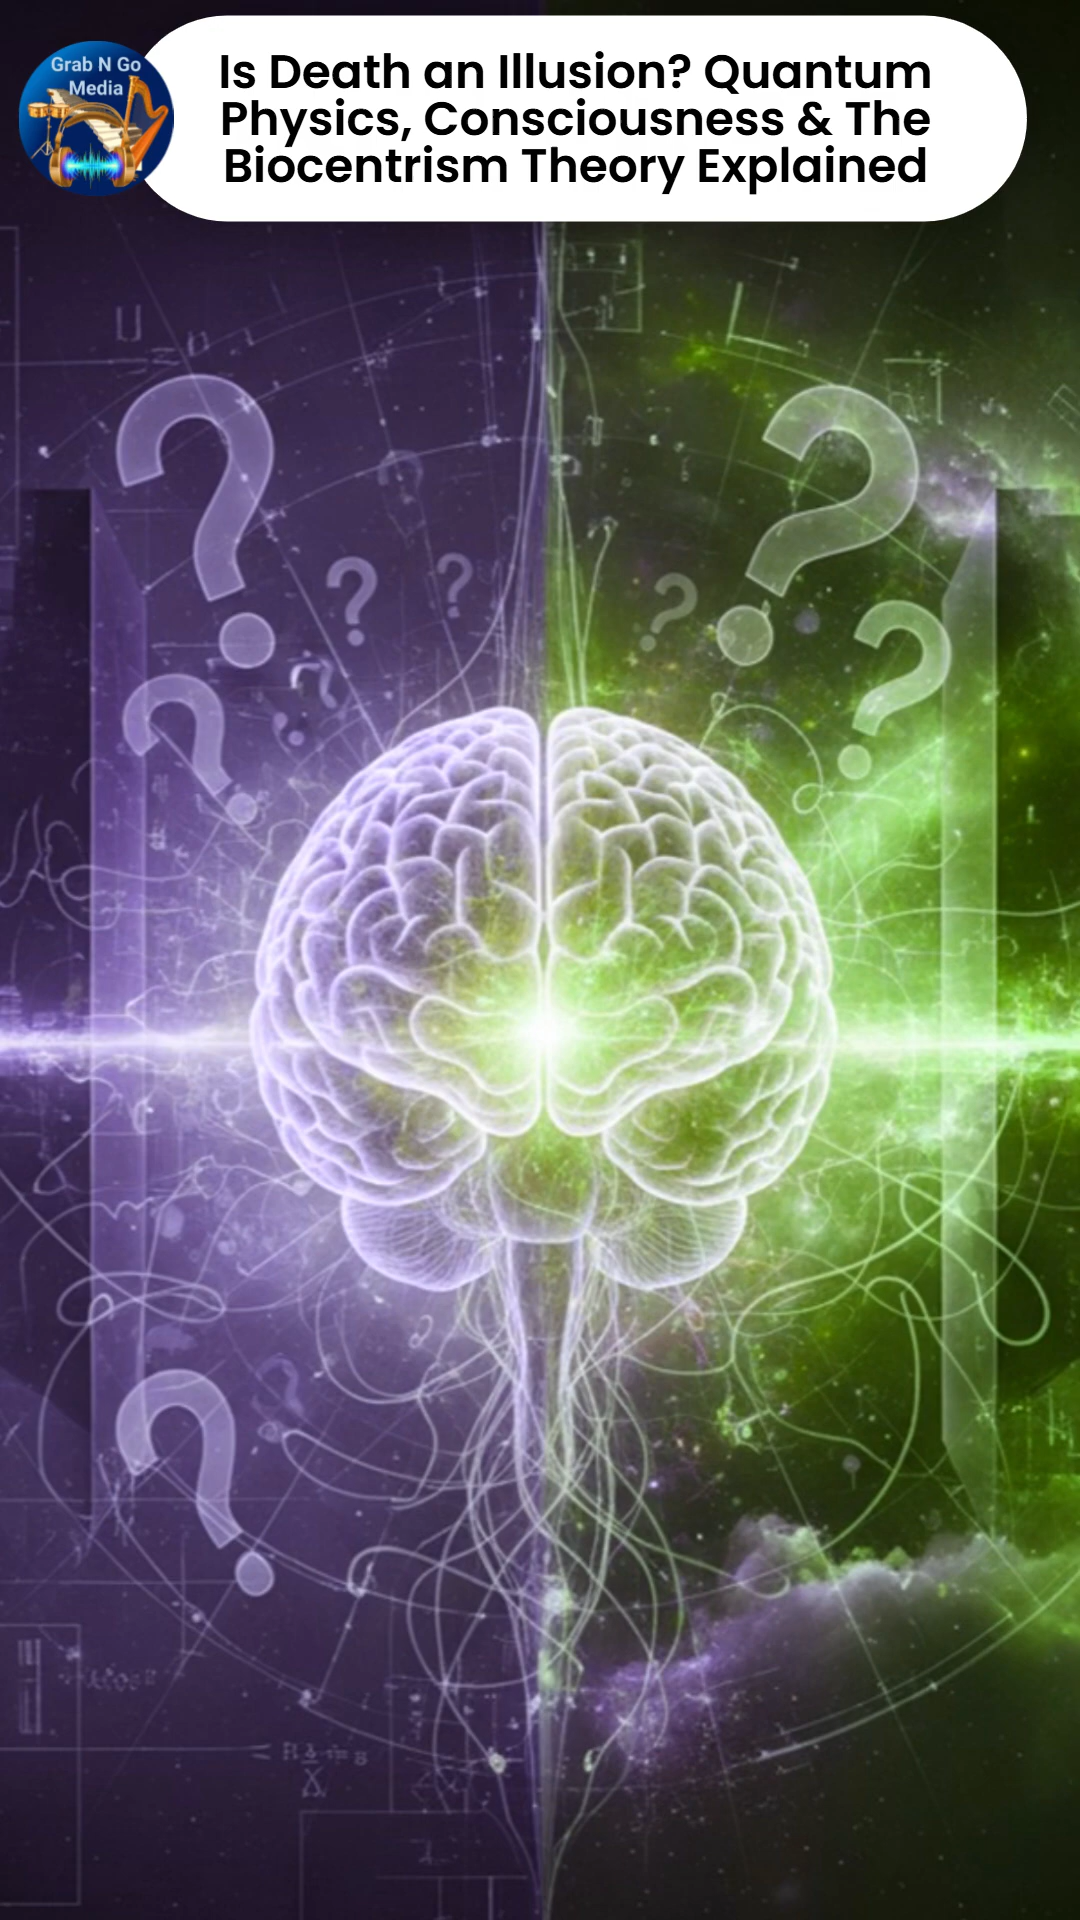 Grab N Go
Media
Is Death an Illusion? Quantum
Physics, Consciousness & The
Biocentrism Theory Explained
?
?
?
?
?
?
?
?